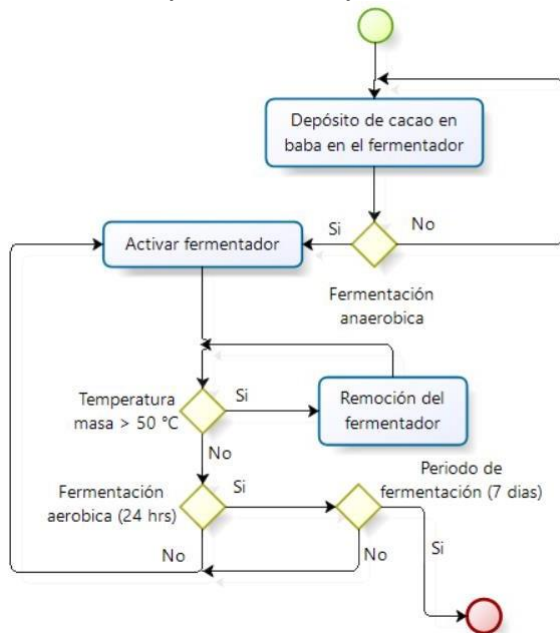 Depósito de cacao en
baba en el fermentador
Si
No
Activar fermentador
Fermentación
anaerobica
Temperatura
masa > 50 °C
Si
Remoción del
fermentador
No
Periodo de
fermentación (7 dias)
Fermentación
aerobica (24 hrs)
Si
No
No
Si